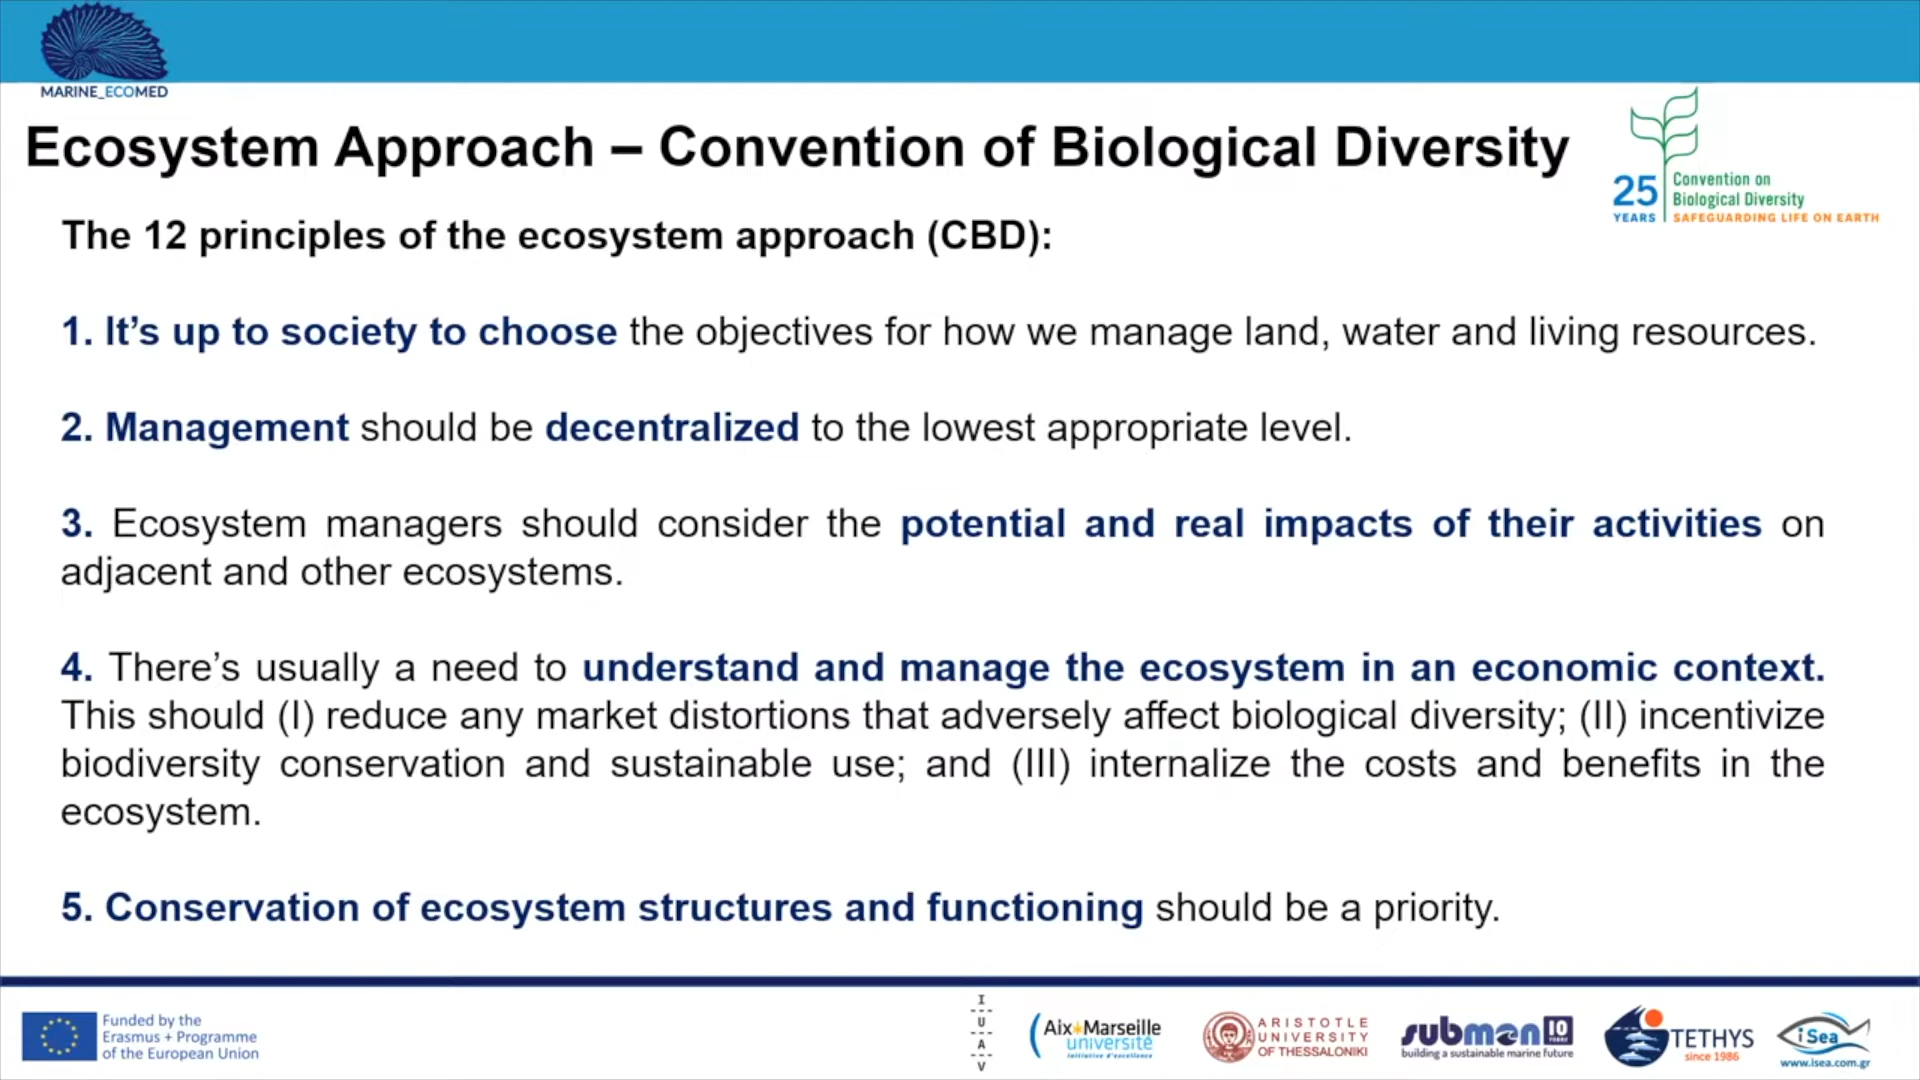 MARINE_ECOMED
Ecosystem Approach – Convention of Biological Diversity
25
YEARS
Convention on
Biological Diversity
SAFEGUARDING LIFE ON EARTH
The 12 principles of the ecosystem approach (CBD):
1. It’s up to society to choose the objectives for how we manage land, water and living resources.
2. Management should be decentralized to the lowest appropriate level.
3. Ecosystem managers should consider the potential and real impacts of their activities on
adjacent and other ecosystems.
4. There’s usually a need to understand and manage the ecosystem in an economic context.
This should (I) reduce any market distortions that adversely affect biological diversity; (II) incentivize
biodiversity conservation and sustainable use; and (III) internalize the costs and benefits in the
ecosystem.
5. Conservation of ecosystem structures and functioning should be a priority.
Funded by the
Erasmus + Programme
of the European Union
I
U
A
V
Aix Marseille
université
initiative d'excellence
ARISTOTLE
UNIVERSITY
OF THESSALONIKI
submon 10
YEARS
building a sustainable marine future
TETHYS
since 1986
iSea
www.isea.com.gr